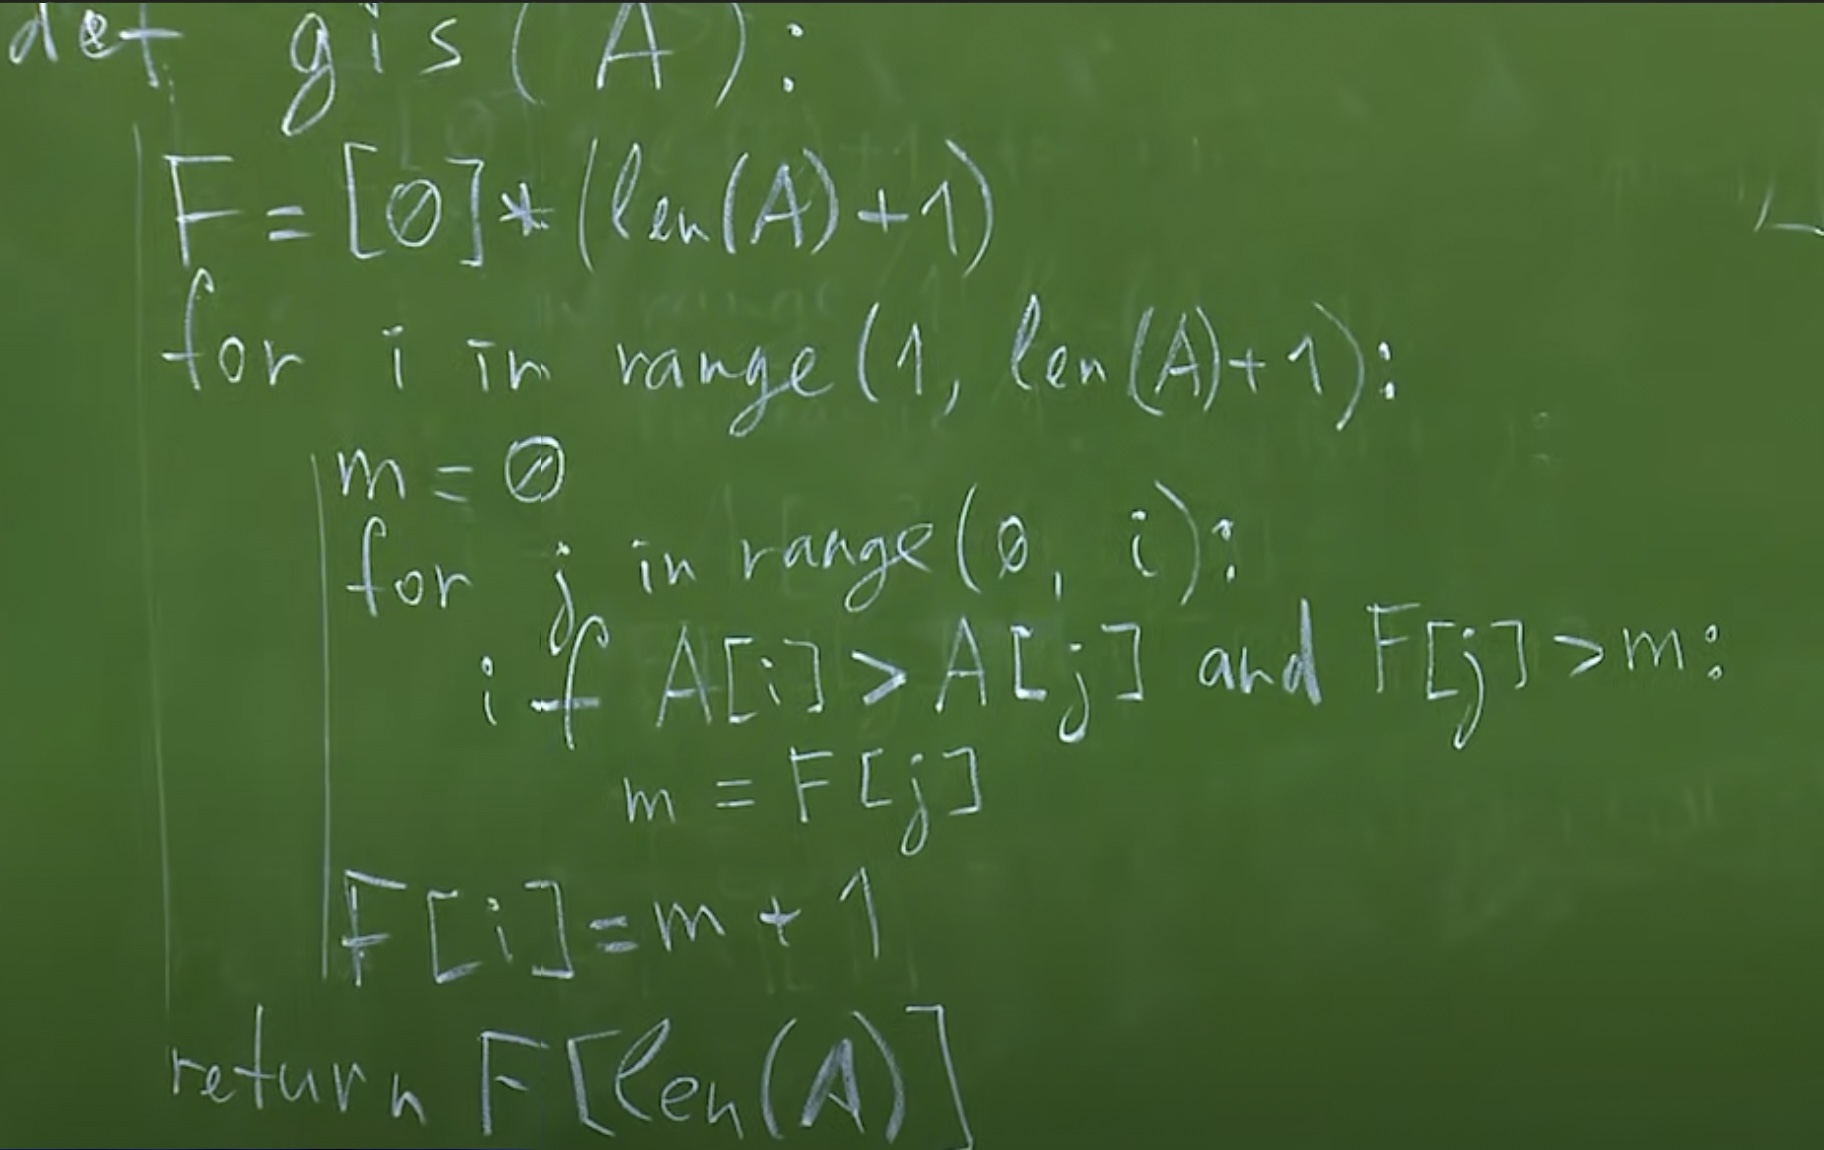 def gis(A):
F = [0]*(len(A)+1)
for i in range(1, len(A)+1):
m = 0
for j in range(0, i):
if A[i] > A[j] and F[j] > m:
m = F[j]
F[i] = m + 1
return F[len(A)]